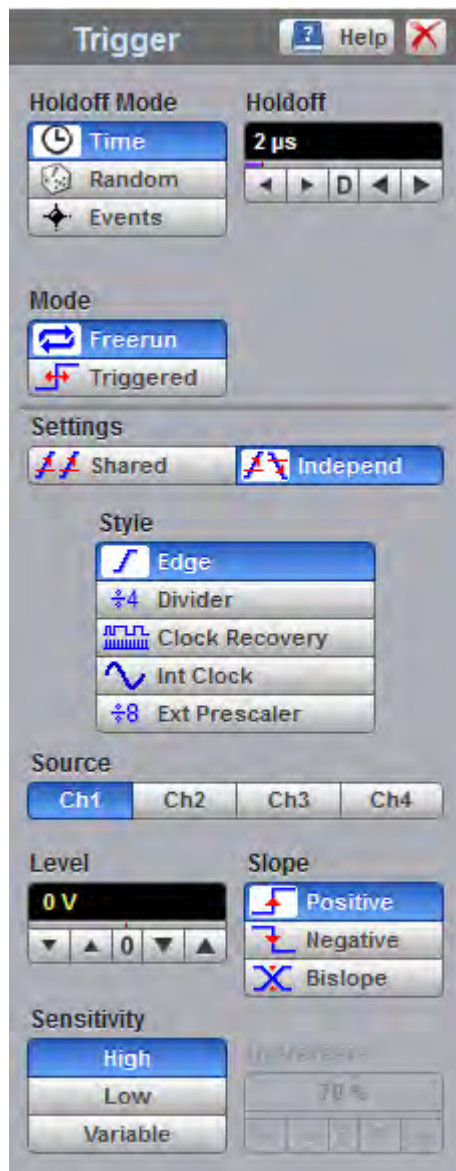 Trigger ? Help
Holdoff Mode Holdoff
Time 2 µs
Random D
Events
Mode
Freerun
Triggered
Settings
Shared Independ
Style
Edge
÷4 Divider
Clock Recovery
Int Clock
÷8 Ext Prescaler
Source
Ch1 Ch2 Ch3 Ch4
Level Slope
0 V Positive
0 Negative
Bislope
Sensitivity
High
Low 70 %
Variable